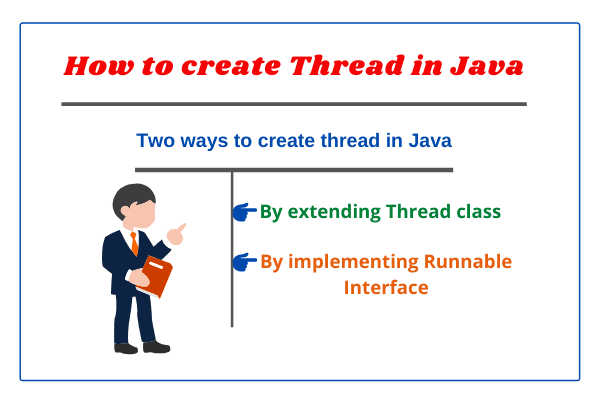 How to create Thread in Java
Two ways to create thread in Java
By extending Thread class
By implementing Runnable
Interface